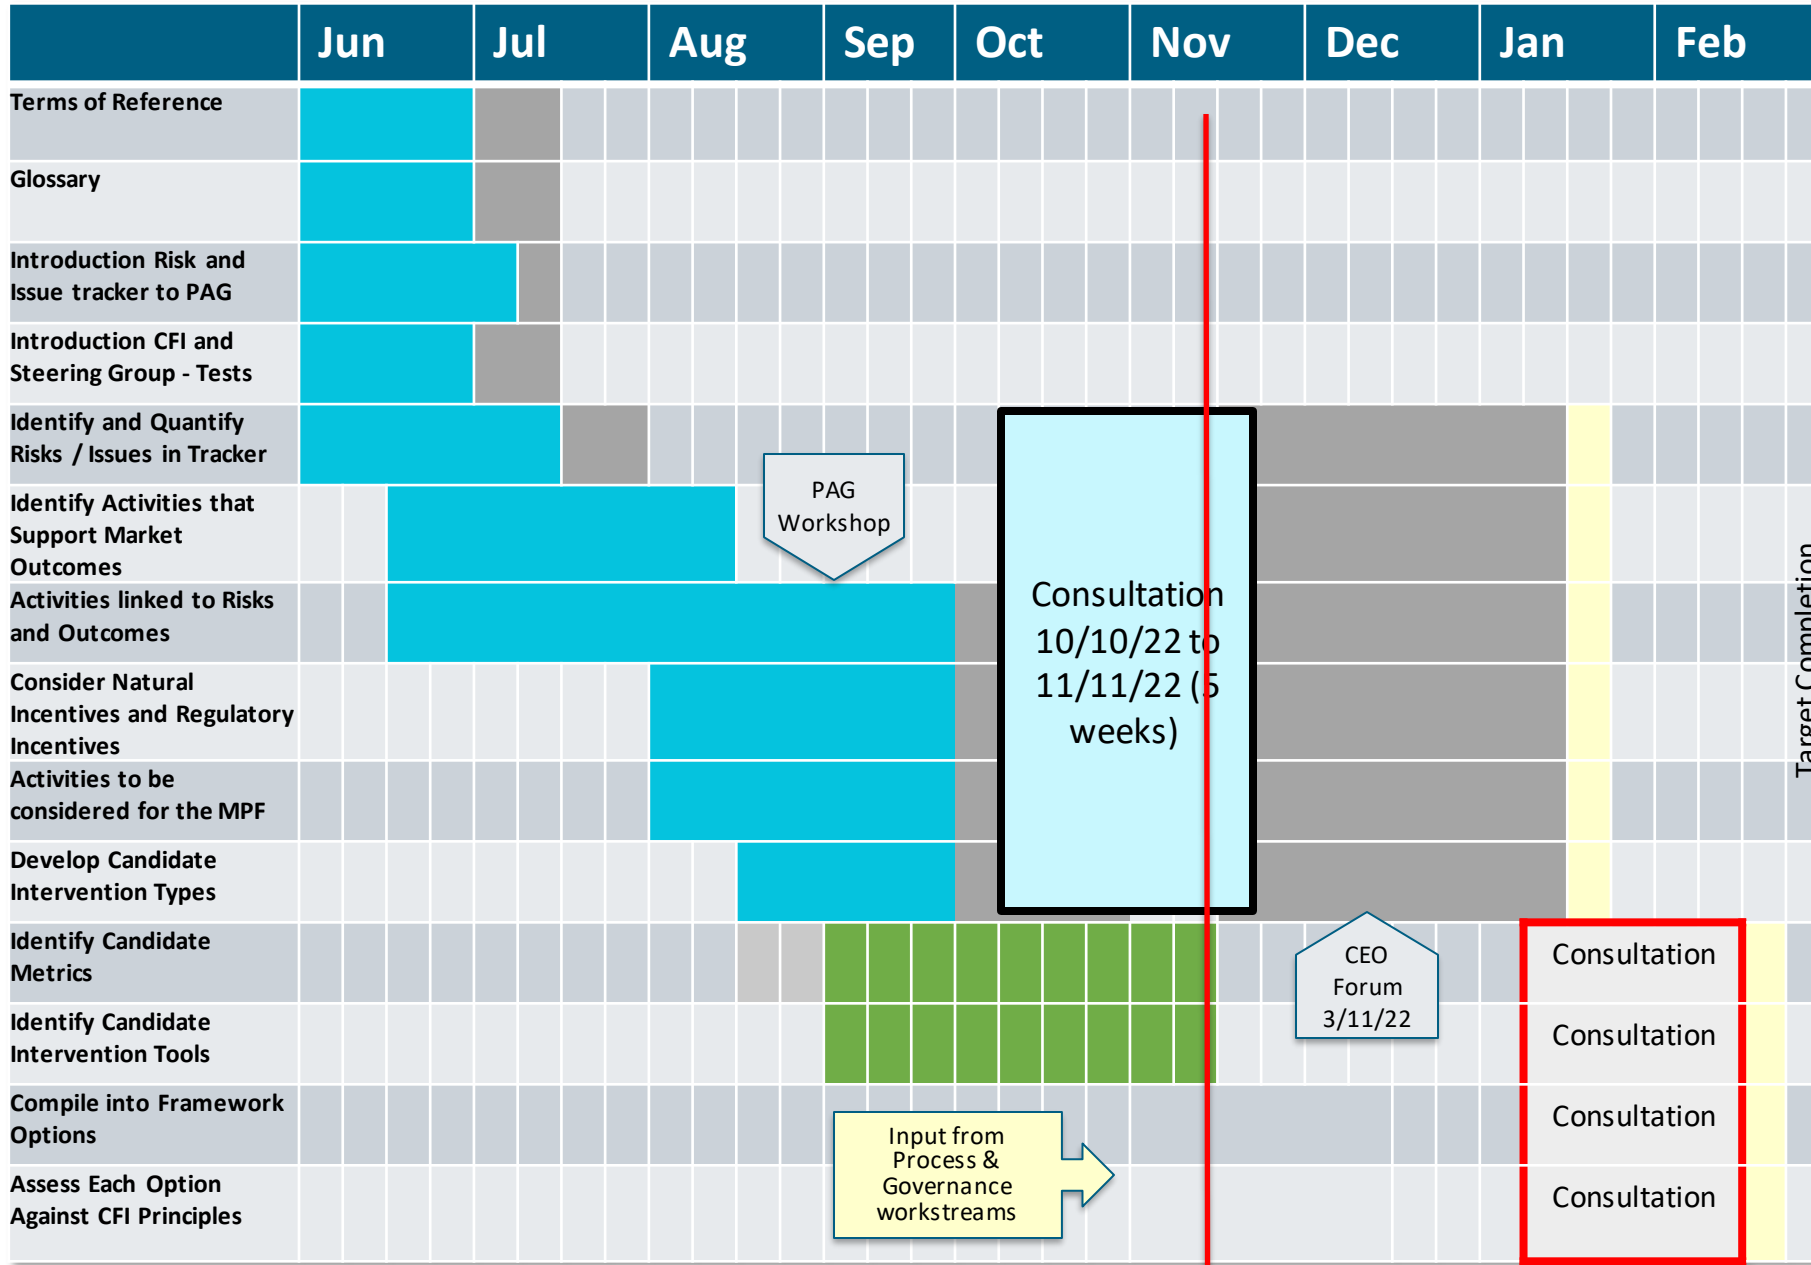 Jun Jul Aug Sep Oct Nov Dec Jan Feb
Terms of Reference
Glossary
Introduction Risk and
Issue tracker to PAG
Introduction CFI and
Steering Group - Tests
Identify and Quantify
Risks / Issues in Tracker
Identify Activities that
Support Market
Outcomes
Activities linked to Risks
and Outcomes
Consider Natural
Incentives and Regulatory
Incentives
Activities to be
considered for the MPF
Develop Candidate
Intervention Types
Identify Candidate
Metrics
Identify Candidate
Intervention Tools
Compile into Framework
Options
Assess Each Option
Against CFI Principles
PAG
Workshop
Consultation
10/10/22 to
11/11/22 (5
weeks)
CEO
Forum
3/11/22
Input from
Process &
Governance
workstreams
Consultation
Consultation
Consultation
Consultation
Target Completion